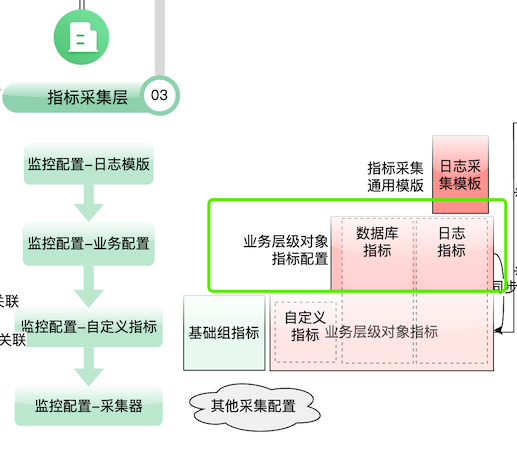 指标采集层
03
监控配置-日志模版
监控配置-业务配置
关联
监控配置-自定义指标
关联
监控配置-采集器
指标采集
通用模版
日志采
集模板
业务层级对象
指标配置
数据库
指标
日志
指标
同步
基础组指标
自定义
指标
业务层级对象指标
其他采集配置